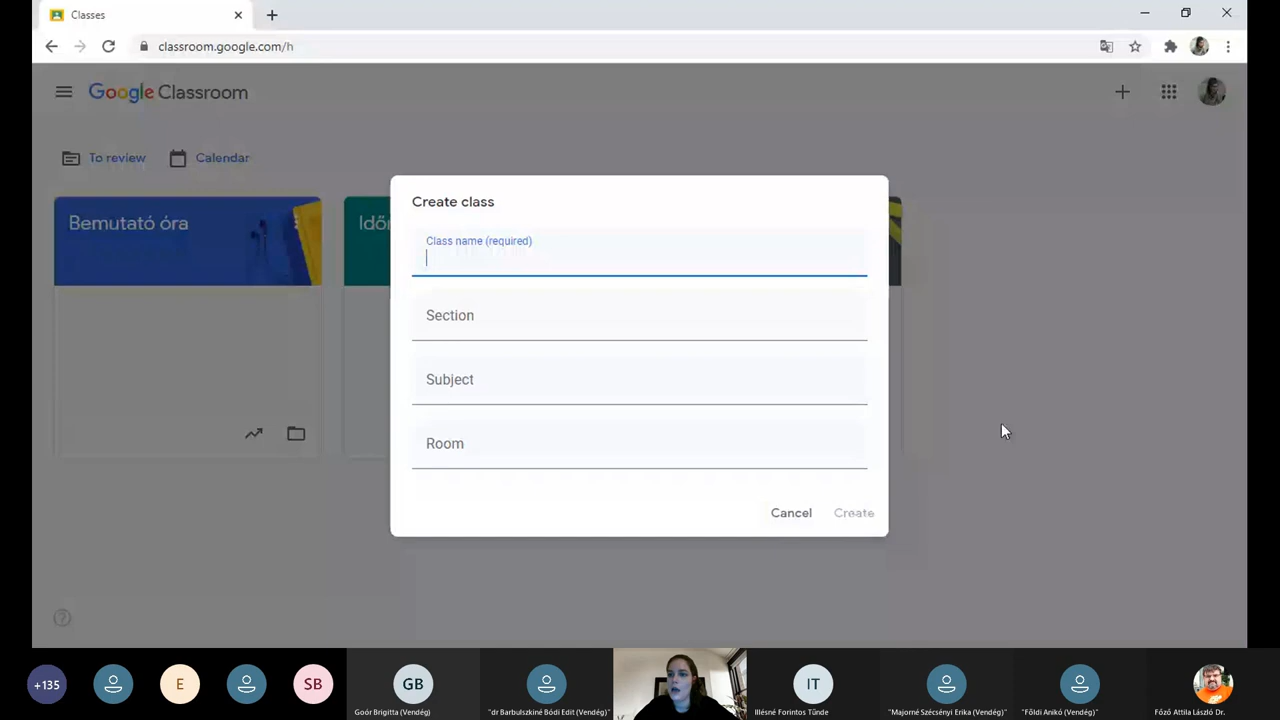 Classes
classroom.google.com/h
Google Classroom
To review
Calendar
Bemutató óra
Create class
Class name (required)
Section
Subject
Room
Cancel
Create
+135
E
SB
GB
IT
Goór Brigitta (Vendég)
"dr Barbulszkiné Bódi Edit (Vendég)"
Illésné Forintos Tünde
"Majorné Szécsényi Erika (Vendég)"
"Földi Anikó (Vendég)"
Főző Attila László Dr.